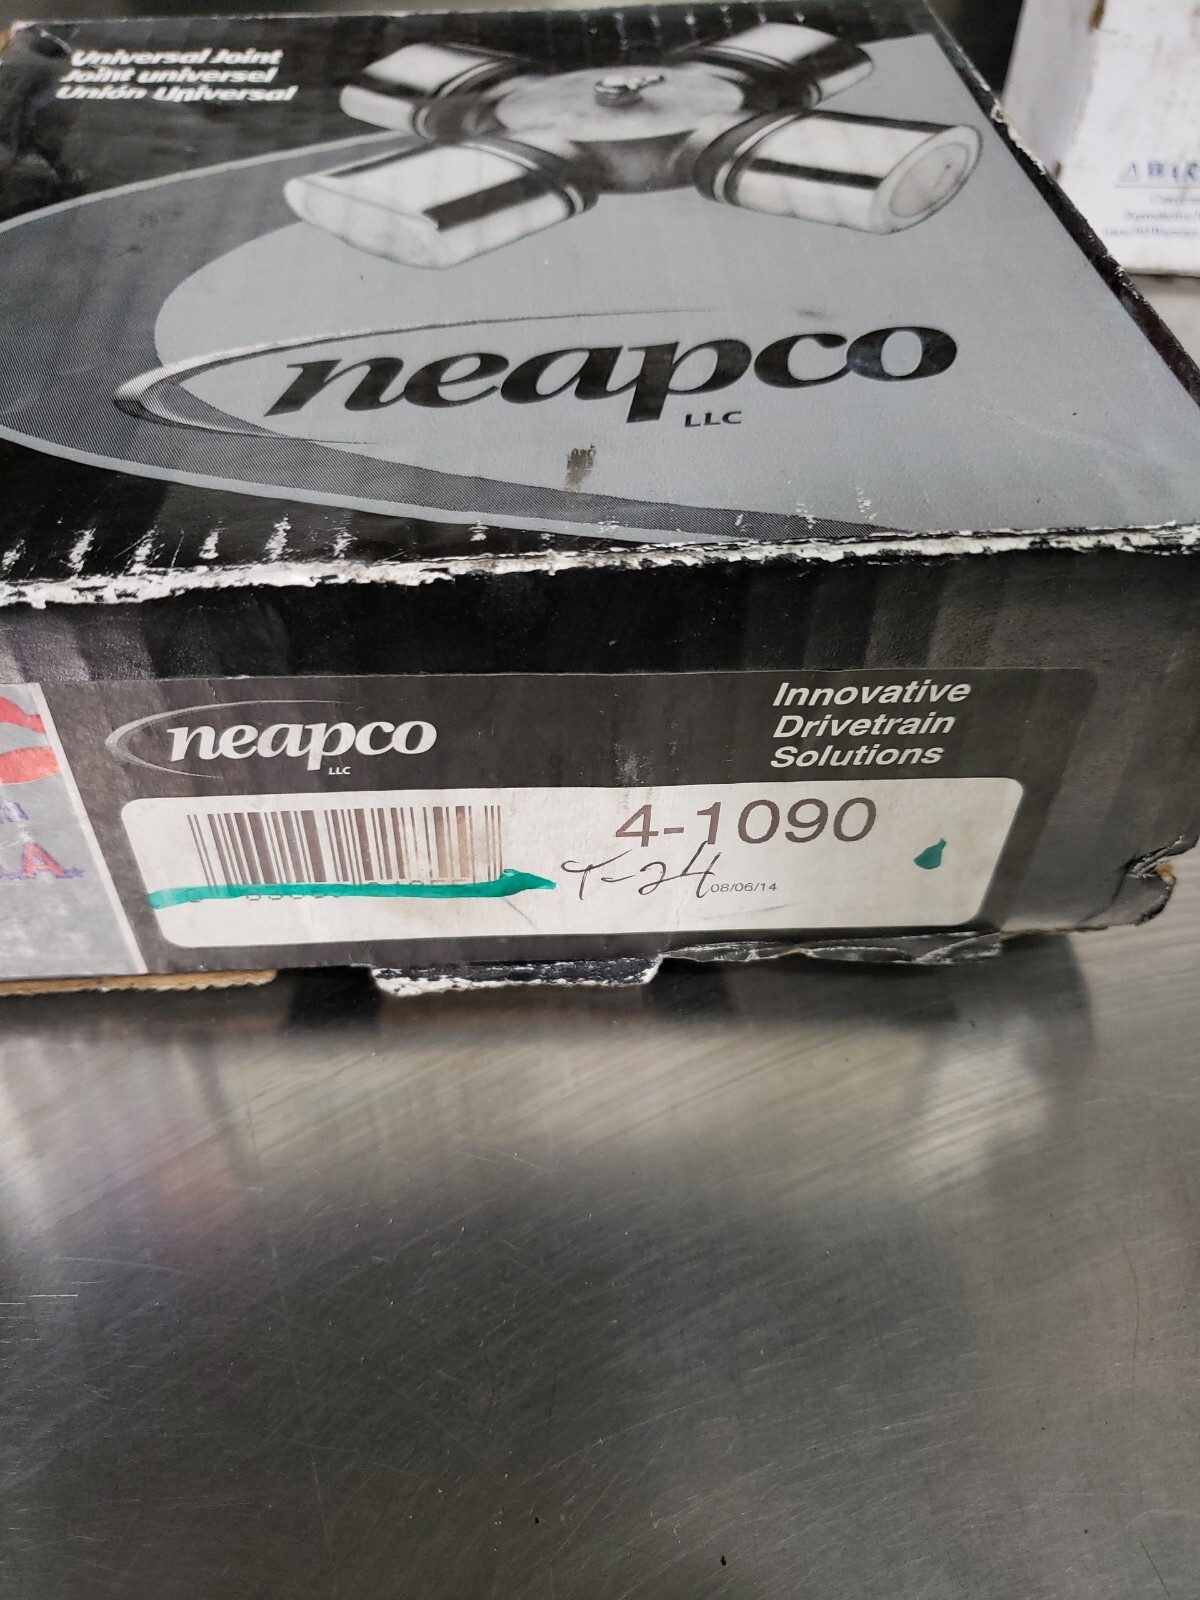 Universal Joint
Joint universel
Unión Universal
neapco
LLC
neapco
LLC
Innovative
Drivetrain
Solutions
4-1090
T-24
08/06/14